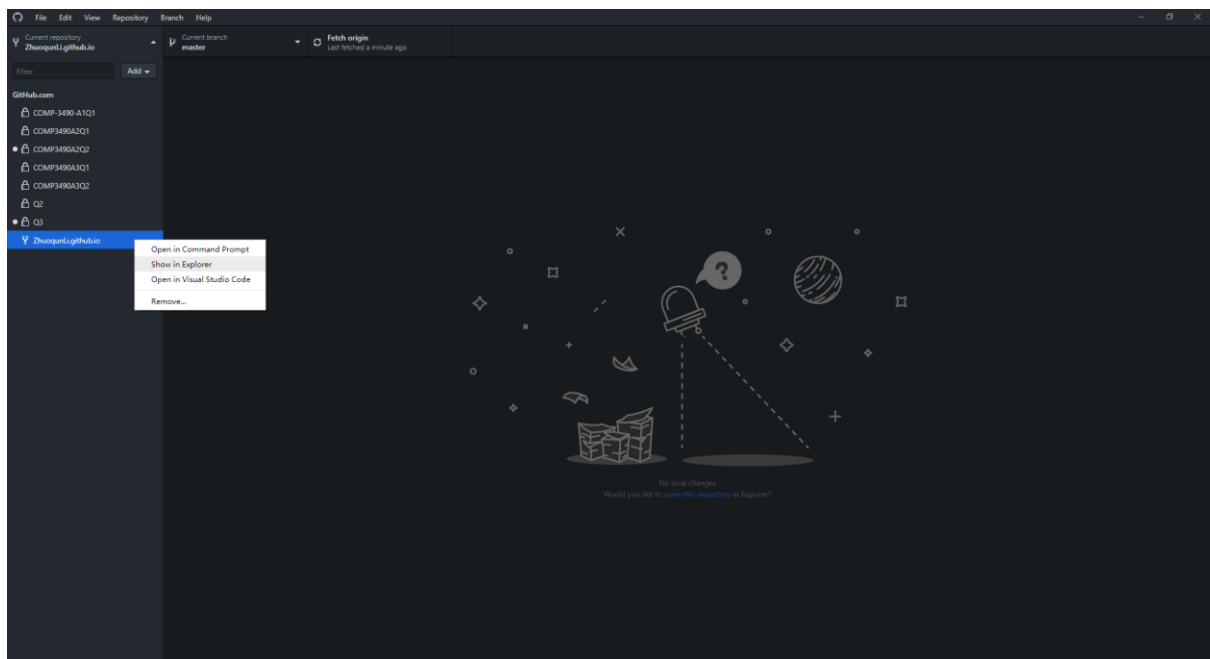 File Edit View Repository Branch Help
Current repository
ZhuoqunLi.github.io
Current branch
master
Fetch origin
Last fetched a minute ago
Filter
Add
GitHub.com
COMP-3490-A1Q1
COMP3490A2Q1
COMP3490A2Q2
COMP3490A3Q1
COMP3490A3Q2
Q2
Q3
ZhuoqunLi.github.io
Open in Command Prompt
Show in Explorer
Open in Visual Studio Code
Remove...
?
No local changes
Would you like to open this repository in Explorer?